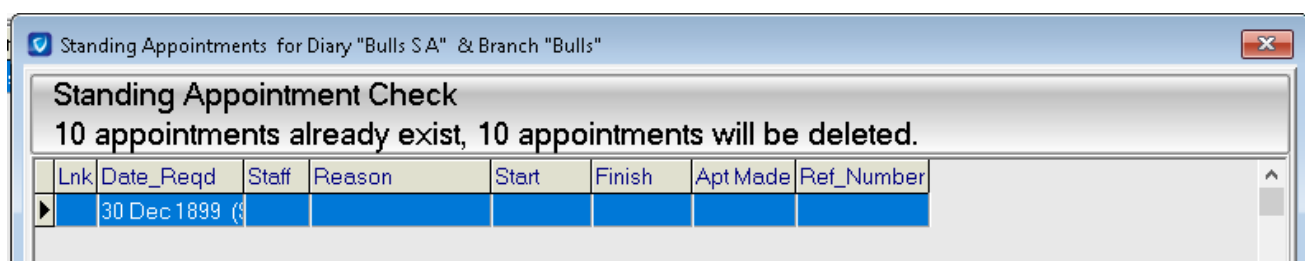 Standing Appointments for Diary "Bulls S A" & Branch "Bulls"
Standing Appointment Check
10 appointments already exist, 10 appointments will be deleted.
Lnk Date_Reqd Staff Reason Start Finish Apt Made Ref_Number
30 Dec 1899 (